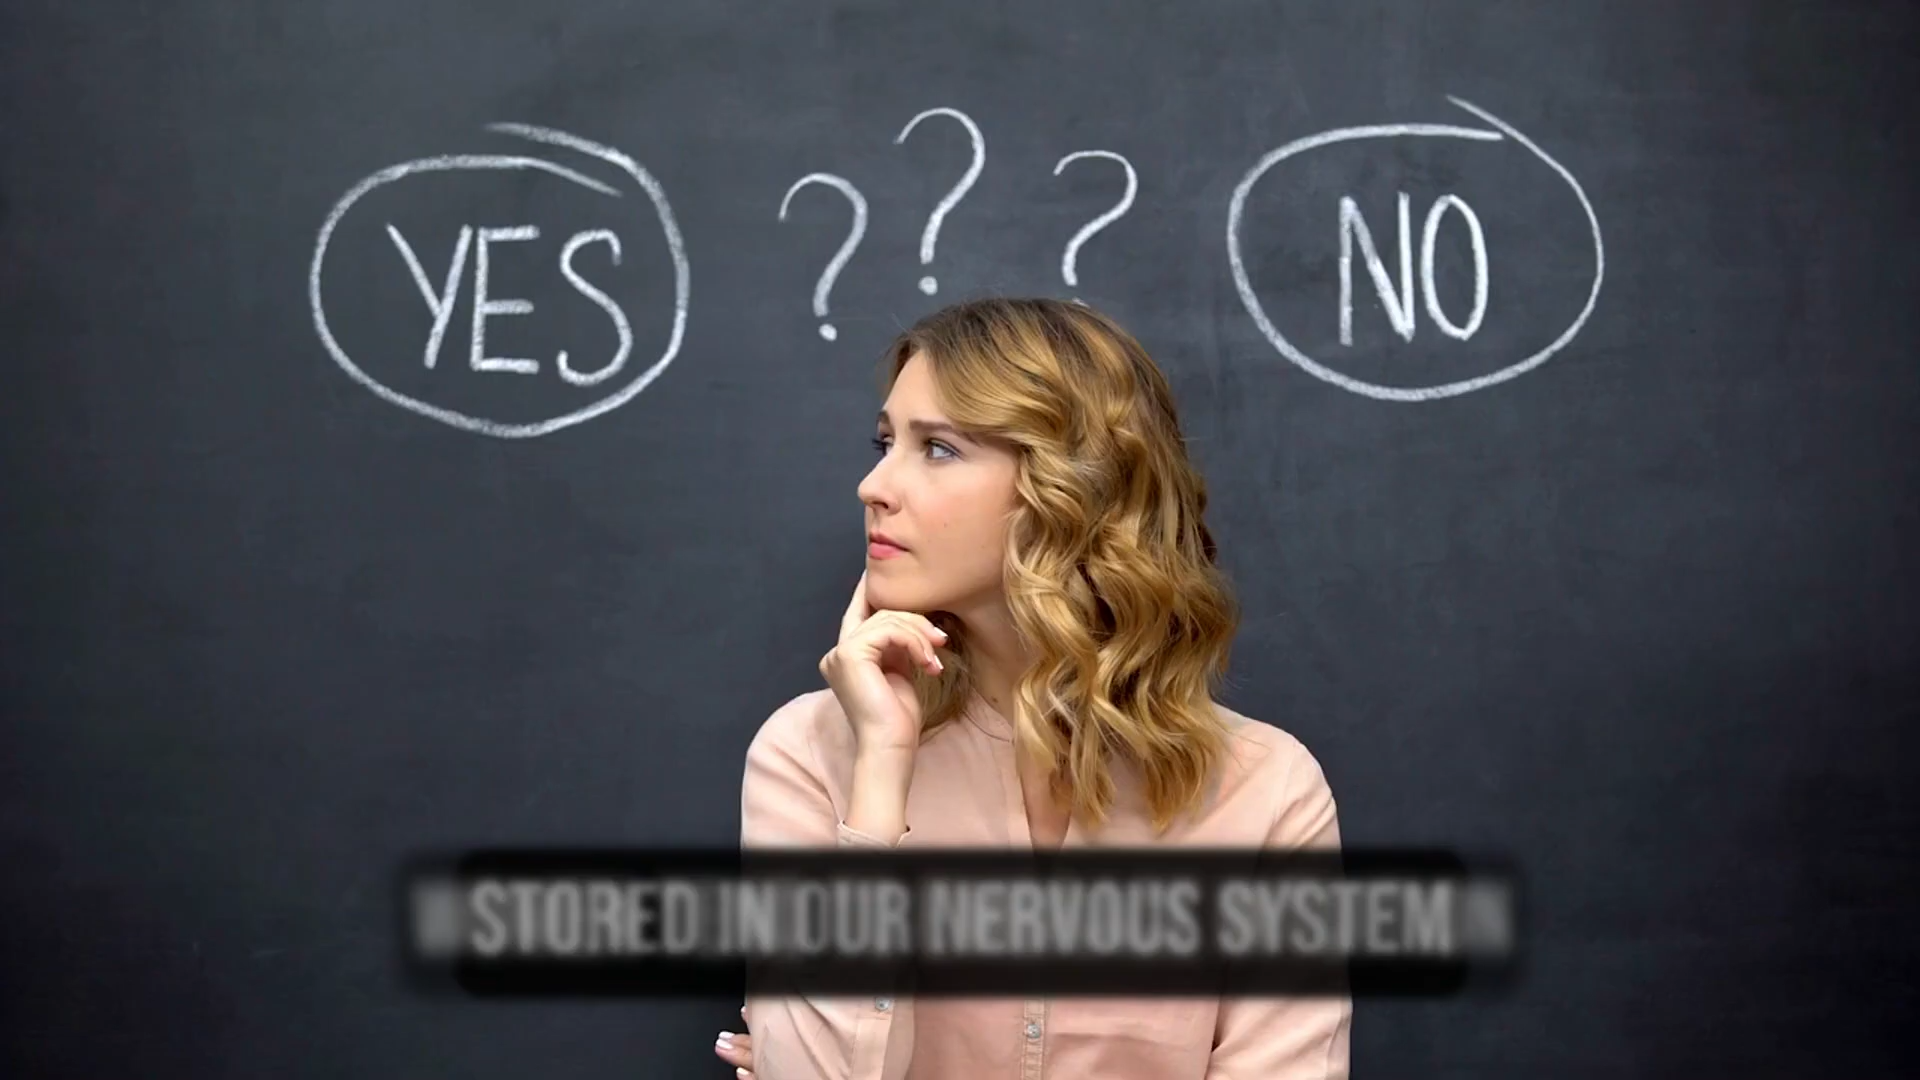 YES ? ? ? NO
STORED IN OUR NERVOUS SYSTEM